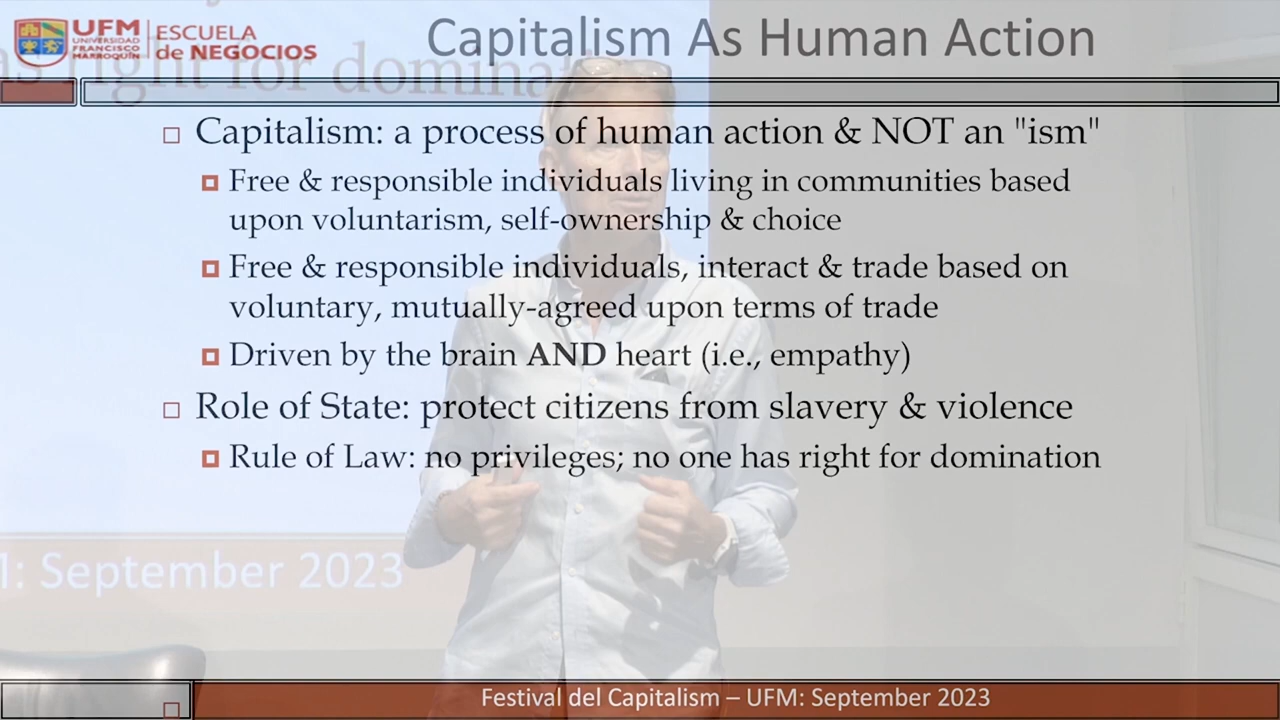 UFM
UNIVERSIDAD
FRANCISCO
MARROQUÍN
ESCUELA
de NEGOCIOS
Capitalism As Human Action
as right for domina
Capitalism: a process of human action & NOT an "ism"
Free & responsible individuals living in communities based
upon voluntarism, self-ownership & choice
Free & responsible individuals, interact & trade based on
voluntary, mutually-agreed upon terms of trade
Driven by the brain AND heart (i.e., empathy)
Role of State: protect citizens from slavery & violence
Rule of Law: no privileges; no one has right for domination
: September 2023
Festival del Capitalism – UFM: September 2023